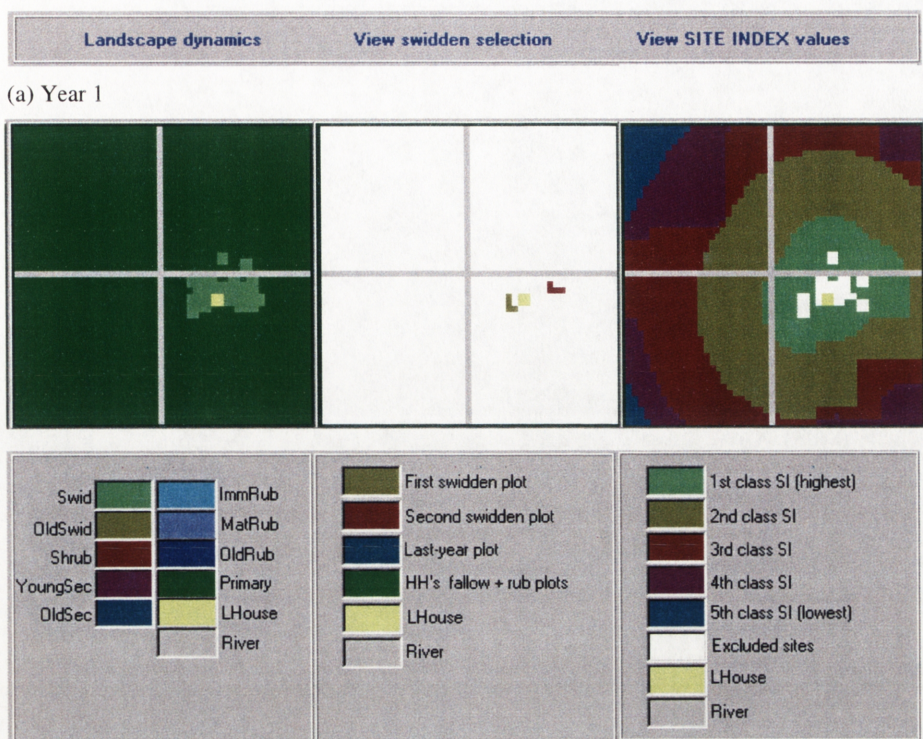 Landscape dynamics View swidden selection View SITE INDEX values
(a) Year 1
Swid ImmRub
OldSwid MatRub
Shrub OldRub
YoungSec Primary
OldSec LHouse
River
First swidden plot
Second swidden plot
Last-year plot
HH's fallow + rub plots
LHouse
River
1st class SI (highest)
2nd class SI
3rd class SI
4th class SI
5th class SI (lowest)
Excluded sites
LHouse
River